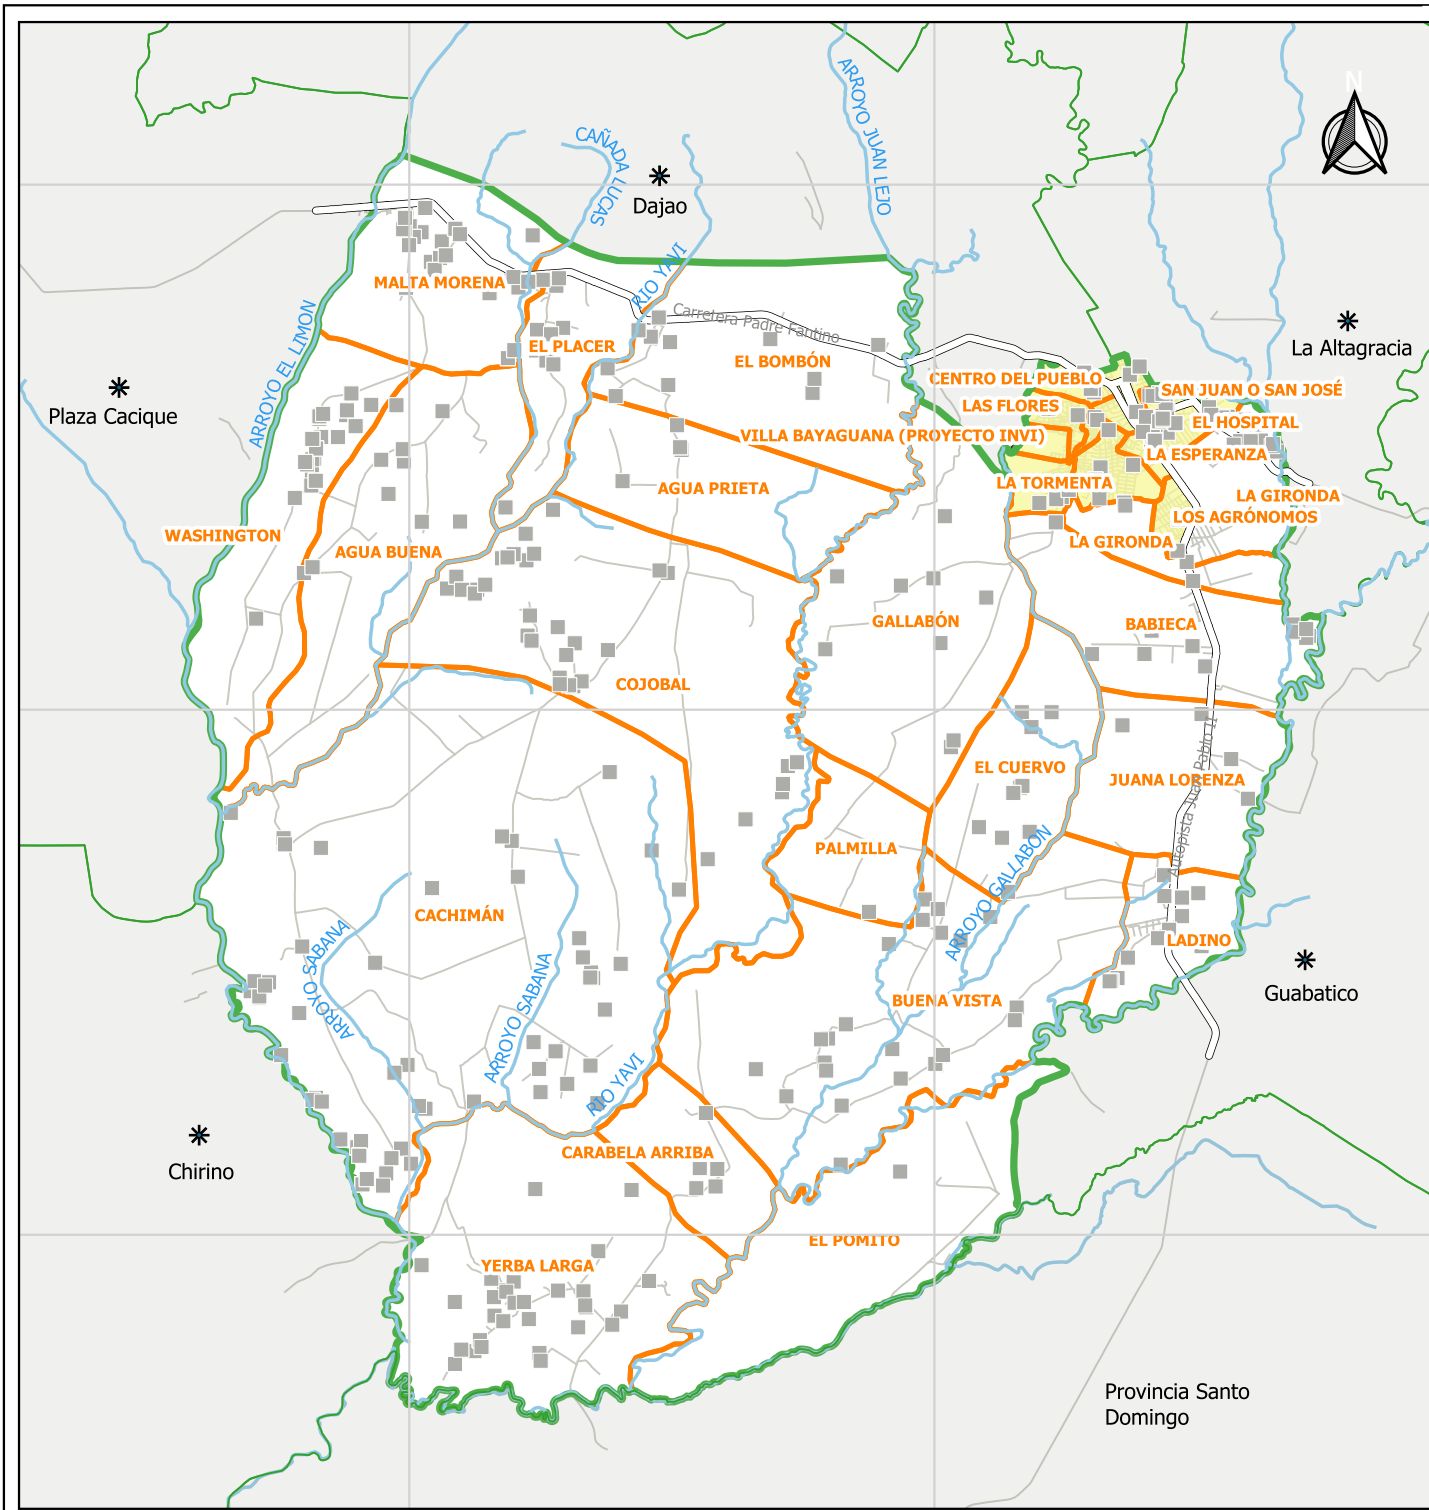 N
ARROYO JUAN LEJO
CAÑADA LUCAS
Dajao
RIO YAVI
MALTA MORENA
Carretera Padre Fantino
EL PLACER
EL BOMBÓN
La Altagracia
ARROYO EL LIMON
CENTRO DEL PUEBLO
SAN JUAN O SAN JOSÉ
Plaza Cacique
LAS FLORES
EL HOSPITAL
VILLA BAYAGUANA (PROYECTO INVI)
LA ESPERANZA
AGUA PRIETA
LA TORMENTA
LA GIRONDA
LOS AGRÓNOMOS
WASHINGTON
AGUA BUENA
LA GIRONDA
GALLABÓN
BABIECA
COJOBAL
EL CUERVO
JUANA LORENZA
Autopista Juan Pablo II
PALMILLA
ARROYO GALLABON
CACHIMÁN
ARROYO SABANA
LADINO
ARROYO SABANA
Guabatico
BUENA VISTA
ARROYO
RIO YAVI
Chirino
CARABELA ARRIBA
EL POMITO
YERBA LARGA
Provincia Santo
Domingo